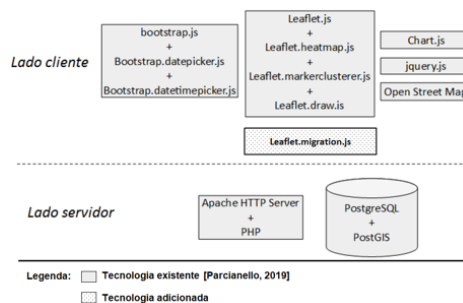 Lado cliente
bootstrap.js
+
Bootstrap.datepicker.js
+
Bootstrap.datetimepicker.js
Leaflet.js
+
Leaflet.heatmap.js
+
Leaflet.markerclusterer.js
+
Leaflet.draw.is
Chart.js
jquery.js
Open Street Map
Leaflet.migration.js
Lado servidor
Apache HTTP Server
+
PHP
PostgreSQL
+
PostGIS
Legenda:
Tecnologia existente [Parcianello, 2019]
Tecnologia adicionada